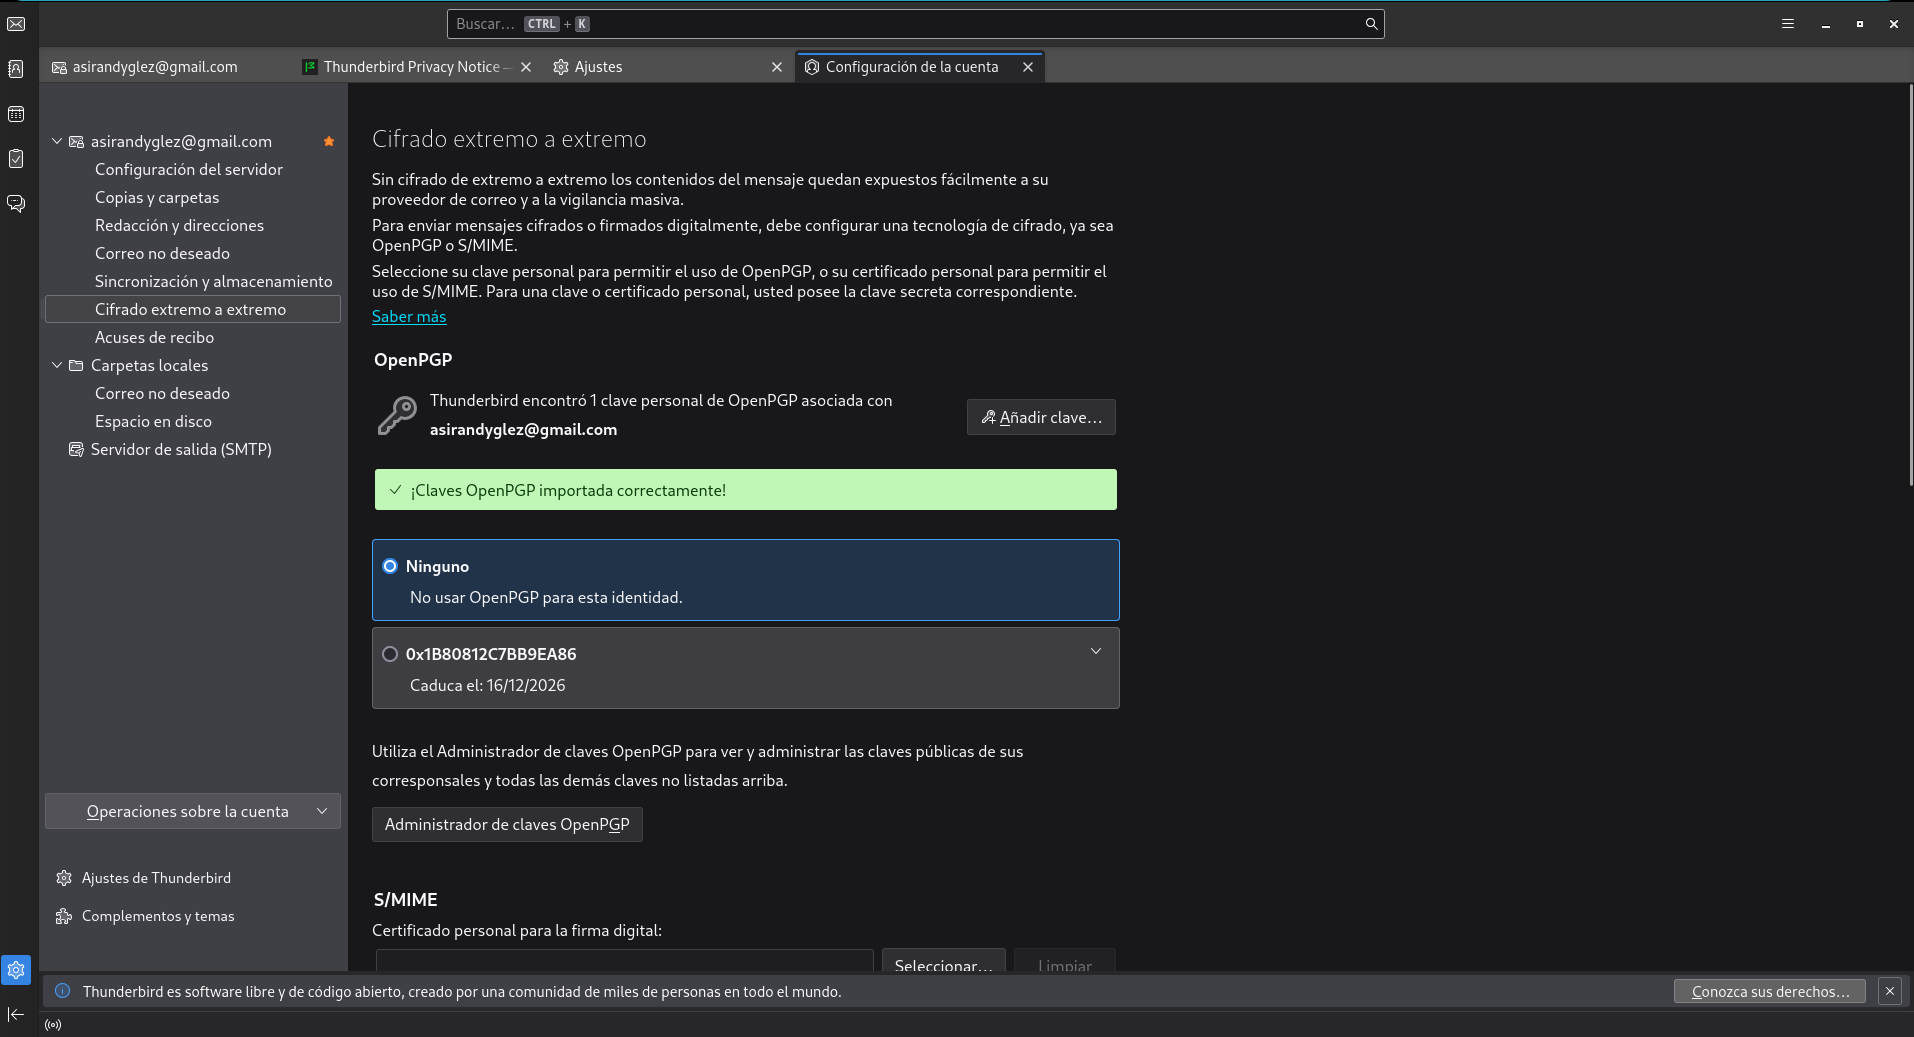 Buscar… CTRL + K
asirandyglez@gmail.com
Thunderbird Privacy Notice —
Ajustes
Configuración de la cuenta
asirandyglez@gmail.com
Configuración del servidor
Copias y carpetas
Redacción y direcciones
Correo no deseado
Sincronización y almacenamiento
Cifrado extremo a extremo
Acuses de recibo
Carpetas locales
Correo no deseado
Espacio en disco
Servidor de salida (SMTP)
Operaciones sobre la cuenta
Ajustes de Thunderbird
Complementos y temas
Cifrado extremo a extremo
Sin cifrado de extremo a extremo los contenidos del mensaje quedan expuestos fácilmente a su
proveedor de correo y a la vigilancia masiva.
Para enviar mensajes cifrados o firmados digitalmente, debe configurar una tecnología de cifrado, ya sea
OpenPGP o S/MIME.
Seleccione su clave personal para permitir el uso de OpenPGP, o su certificado personal para permitir el
uso de S/MIME. Para una clave o certificado personal, usted posee la clave secreta correspondiente.
Saber más
OpenPGP
Thunderbird encontró 1 clave personal de OpenPGP asociada con
asirandyglez@gmail.com
Añadir clave…
¡Claves OpenPGP importada correctamente!
Ninguno
No usar OpenPGP para esta identidad.
0x1B80812C7BB9EA86
Caduca el: 16/12/2026
Utiliza el Administrador de claves OpenPGP para ver y administrar las claves públicas de sus
corresponsales y todas las demás claves no listadas arriba.
Administrador de claves OpenPGP
S/MIME
Certificado personal para la firma digital:
Seleccionar…
Limpiar
Thunderbird es software libre y de código abierto, creado por una comunidad de miles de personas en todo el mundo.
Conozca sus derechos…